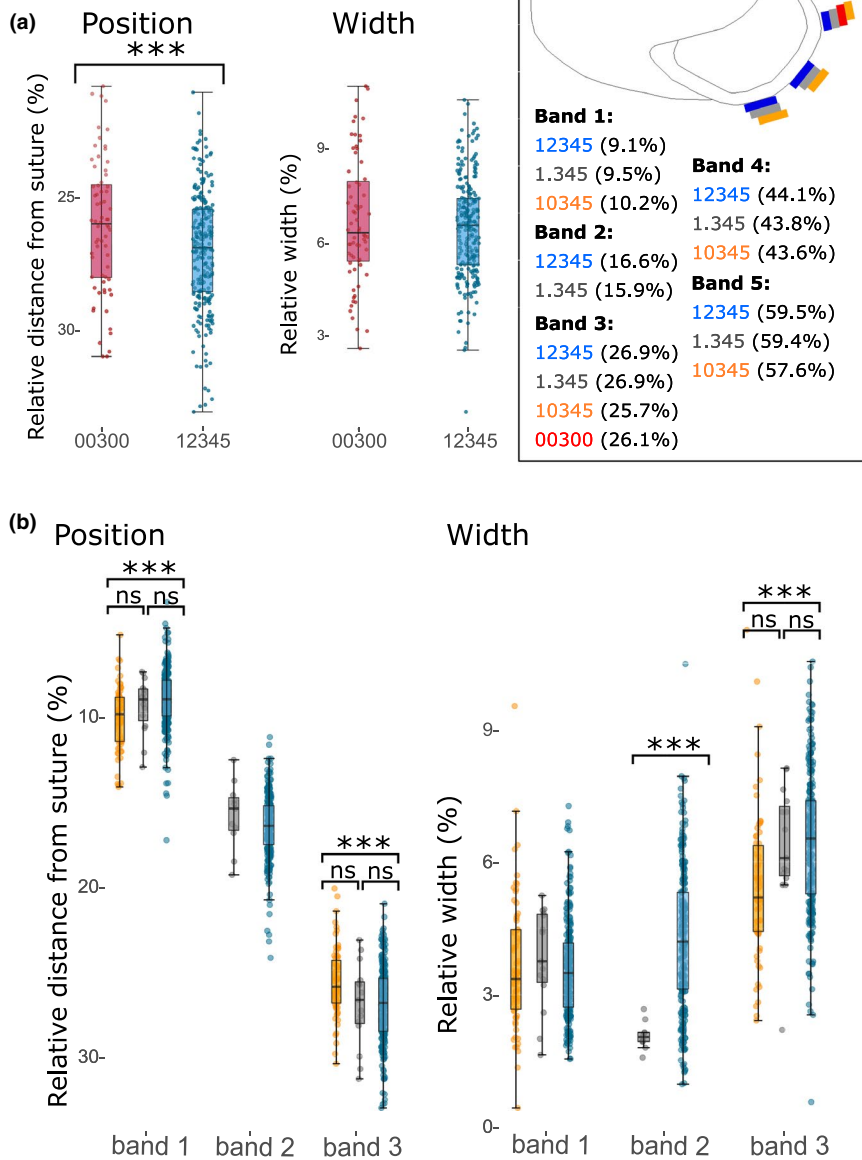 (a)
Position
Width
***
Relative distance from suture (%)
25
30
00300
12345
Relative width (%)
9
6
3
00300
12345
Band 1:
12345 (9.1%)
1.345 (9.5%)
10345 (10.2%)
Band 2:
12345 (16.6%)
1.345 (15.9%)
Band 3:
12345 (26.9%)
1.345 (26.9%)
10345 (25.7%)
00300 (26.1%)
Band 4:
12345 (44.1%)
1.345 (43.8%)
10345 (43.6%)
Band 5:
12345 (59.5%)
1.345 (59.4%)
10345 (57.6%)
(b)
Position
***
ns ns
***
ns ns
Relative distance from suture (%)
10
20
30
band 1 band 2 band 3
Width
***
ns ns
***
Relative width (%)
9
6
3
0
band 1 band 2 band 3